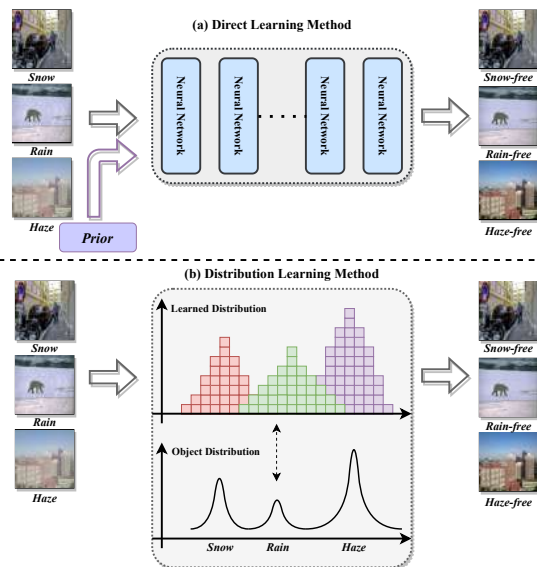 (a) Direct Learning Method
Snow
Rain
Haze
Prior
Neural Network
Neural Network
Neural Network
Neural Network
Snow-free
Rain-free
Haze-free
(b) Distribution Learning Method
Snow
Rain
Haze
Learned Distribution
Object Distribution
Snow Rain Haze
Snow-free
Rain-free
Haze-free